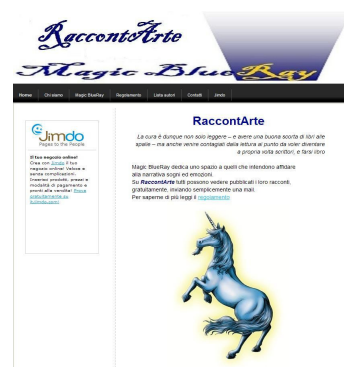 RaccontArte
Magic BlueRay
Home Chi siamo Magic BlueRay Regolamento Lista autori Contatti Jimdo
Jimdo
Pages to the People
Il tuo negozio online!
Crea con Jimdo il tuo
negozio online! Veloce e
senza complicazioni.
Inserisci prodotti, prezzi e
modalità di pagamento e
pronti alla vendita! Prova
gratuitamente su
it.jimdo.com!
RaccontArte
La cura è dunque non solo leggere – e avere una buona scorta di libri alle
spalle – ma anche venire contagiati dalla lettura al punto da voler diventare
a propria volta scrittori, e farsi libro
Magic BlueRay dedica uno spazio a quelli che intendono affidare
alla narrativa sogni ed emozioni.
Su RaccontArte tutti possono vedere pubblicati i loro racconti,
gratuitamente, inviando semplicemente una mail.
Per saperne di più leggi il regolamento